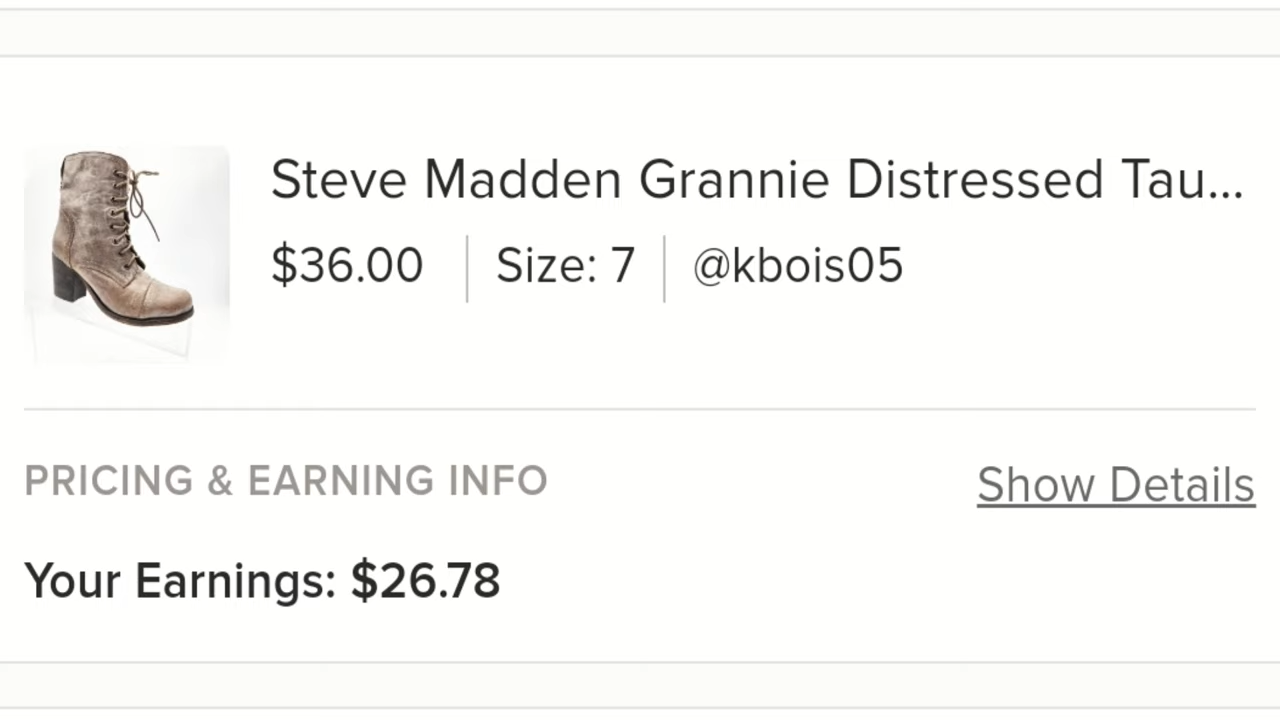 Steve Madden Grannie Distressed Tau...
$36.00 | Size: 7 | @kbois05
PRICING & EARNING INFO
Show Details
Your Earnings: $26.78